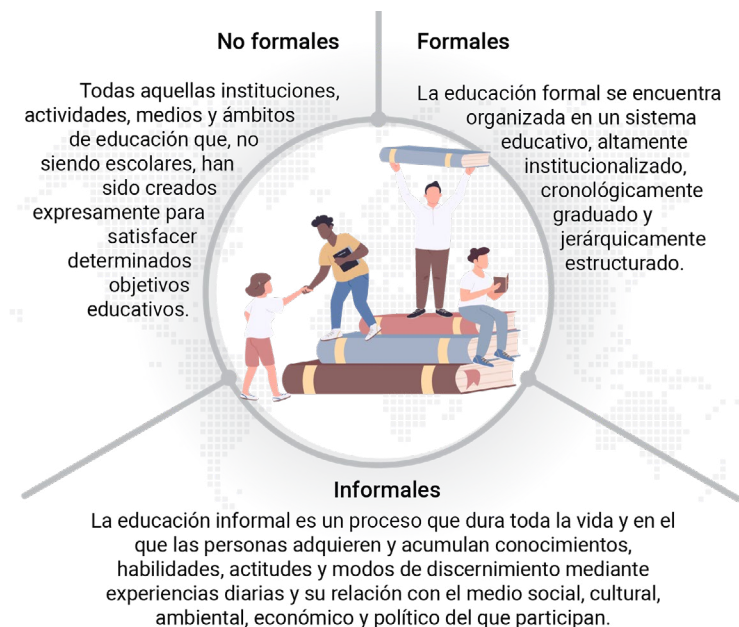 No formales
Todas aquellas instituciones,
actividades, medios y ámbitos
de educación que, no
siendo escolares, han
sido creados
expresamente para
satisfacer
determinados
objetivos
educativos.
Formales
La educación formal se encuentra
organizada en un sistema
educativo, altamente
institucionalizado,
cronológicamente
graduado y
jerárquicamente
estructurado.
Informales
La educación informal es un proceso que dura toda la vida y en el
que las personas adquieren y acumulan conocimientos,
habilidades, actitudes y modos de discernimiento mediante
experiencias diarias y su relación con el medio social, cultural,
ambiental, económico y político del que participan.